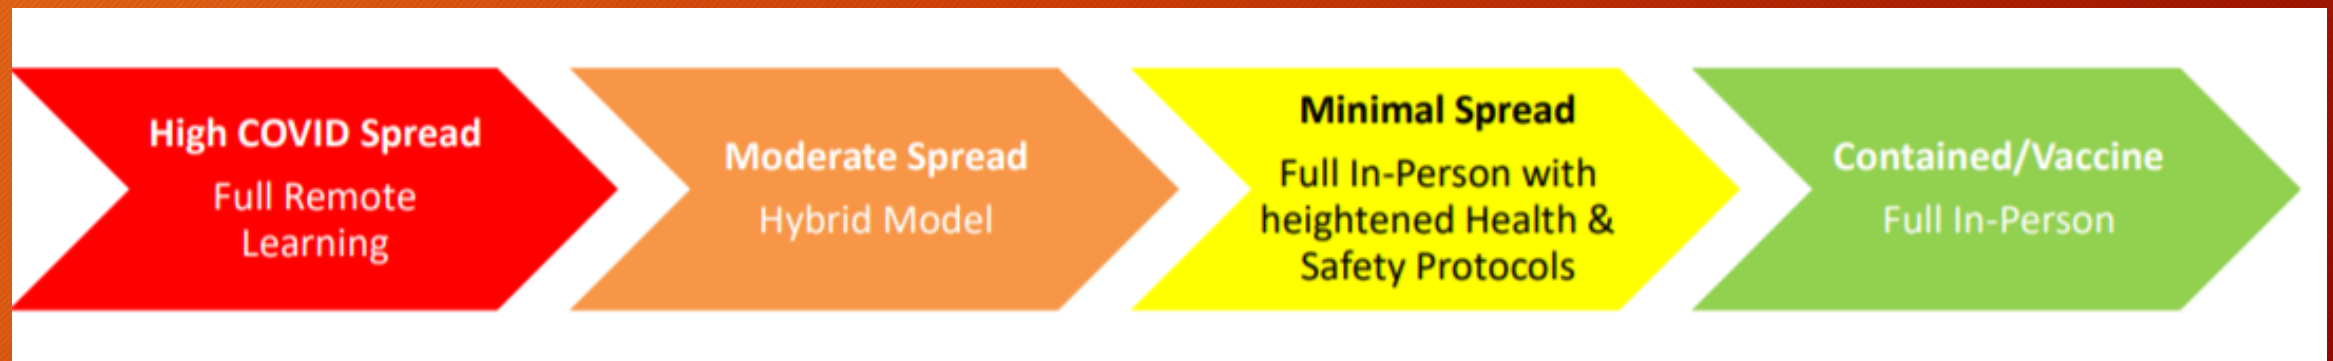 High COVID Spread
Full Remote
Learning
Moderate Spread
Hybrid Model
Minimal Spread
Full In-Person with
heightened Health &
Safety Protocols
Contained/Vaccine
Full In-Person